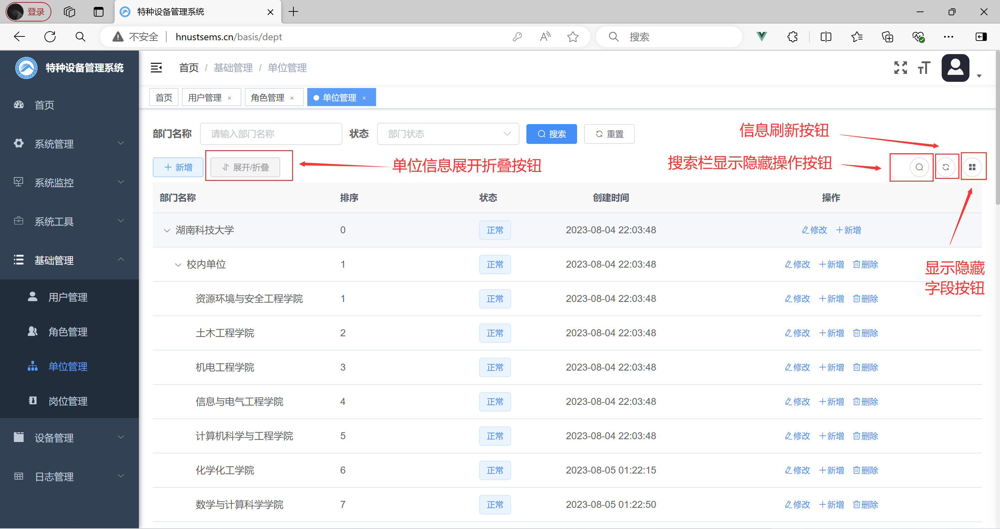 登录
特种设备管理系统
不安全
hnustsems.cn/basis/dept
搜索
特种设备管理系统
首页 / 基础管理 / 单位管理
首页
用户管理 ×
角色管理 ×
单位管理 ×
首页
系统管理
系统监控
系统工具
基础管理
用户管理
角色管理
单位管理
岗位管理
设备管理
日志管理
部门名称 请输入部门名称 状态 部门状态 搜索 重置
信息刷新按钮
新增 展开/折叠 单位信息展开折叠按钮 搜索栏显示隐藏操作按钮
部门名称 排序 状态 创建时间 操作
湖南科技大学 0 正常 2023-08-04 22:03:48 修改 +新增
校内单位 1 正常 2023-08-04 22:03:48 修改 +新增 删除
显示隐藏
字段按钮
资源环境与安全工程学院 1 正常 2023-08-04 22:03:48 修改 +新增 删除
土木工程学院 2 正常 2023-08-04 22:03:48 修改 +新增 删除
机电工程学院 3 正常 2023-08-04 22:03:48 修改 +新增 删除
信息与电气工程学院 4 正常 2023-08-04 22:03:48 修改 +新增 删除
计算机科学与工程学院 5 正常 2023-08-04 22:03:48 修改 +新增 删除
化学化工学院 6 正常 2023-08-05 01:22:15 修改 +新增 删除
数学与计算科学学院 7 正常 2023-08-05 01:22:50 修改 +新增 删除